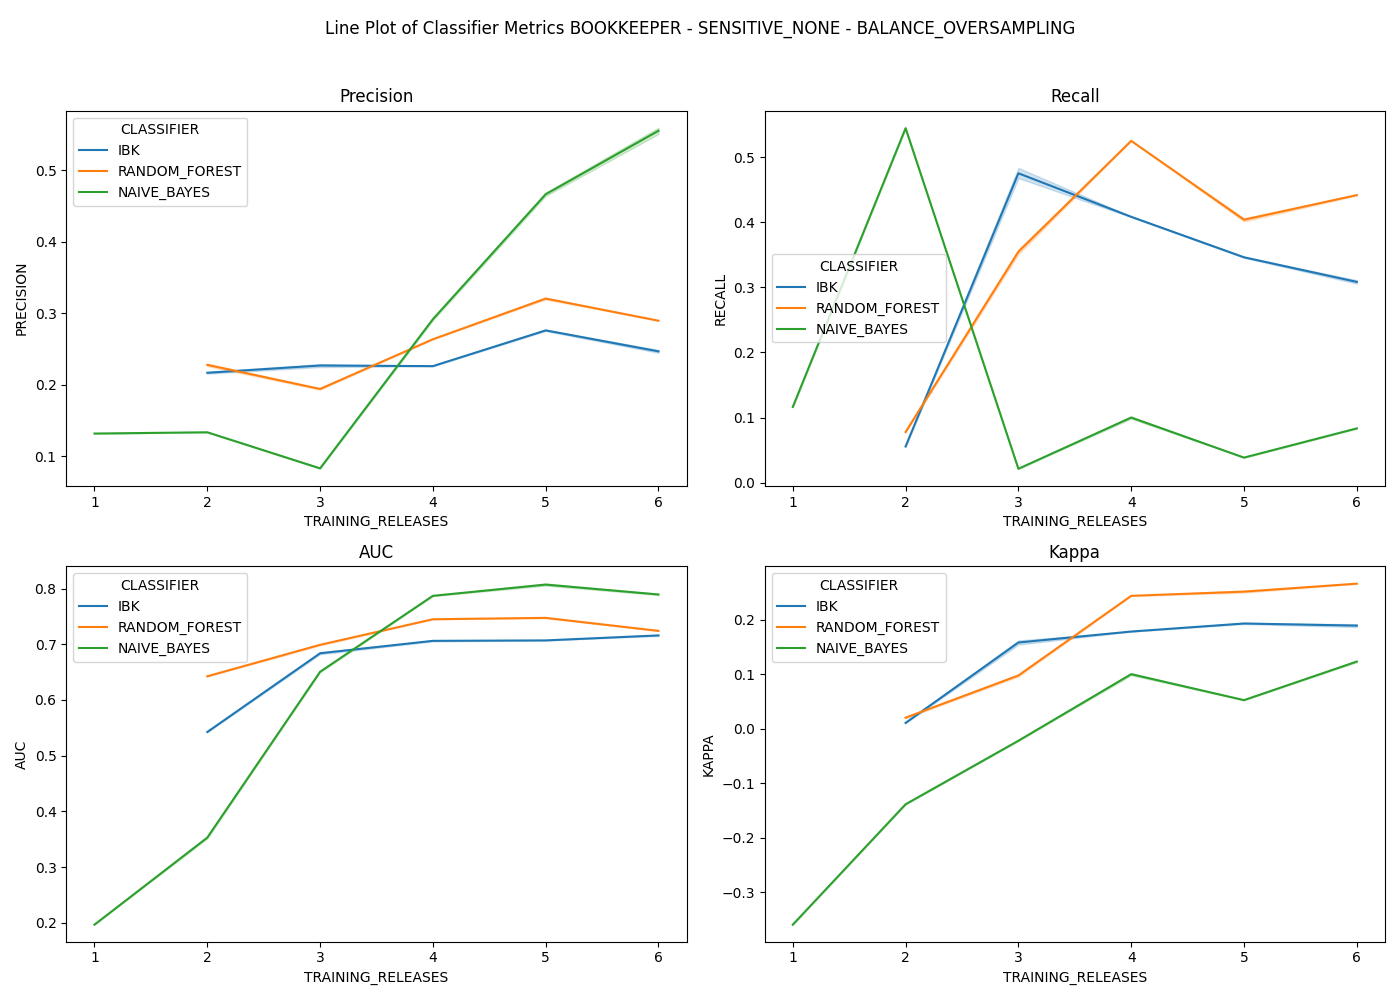 Line Plot of Classifier Metrics BOOKKEEPER - SENSITIVE_NONE - BALANCE_OVERSAMPLING
Precision
CLASSIFIER
IBK
RANDOM_FOREST
NAIVE_BAYES
PRECISION
0.5
0.4
0.3
0.2
0.1
1 2 3 4 5 6
TRAINING_RELEASES
Recall
CLASSIFIER
IBK
RANDOM_FOREST
NAIVE_BAYES
RECALL
0.5
0.4
0.3
0.2
0.1
0.0
1 2 3 4 5 6
TRAINING_RELEASES
AUC
CLASSIFIER
IBK
RANDOM_FOREST
NAIVE_BAYES
AUC
0.8
0.7
0.6
0.5
0.4
0.3
0.2
1 2 3 4 5 6
TRAINING_RELEASES
Kappa
CLASSIFIER
IBK
RANDOM_FOREST
NAIVE_BAYES
KAPPA
0.2
0.1
0.0
−0.1
−0.2
−0.3
1 2 3 4 5 6
TRAINING_RELEASES